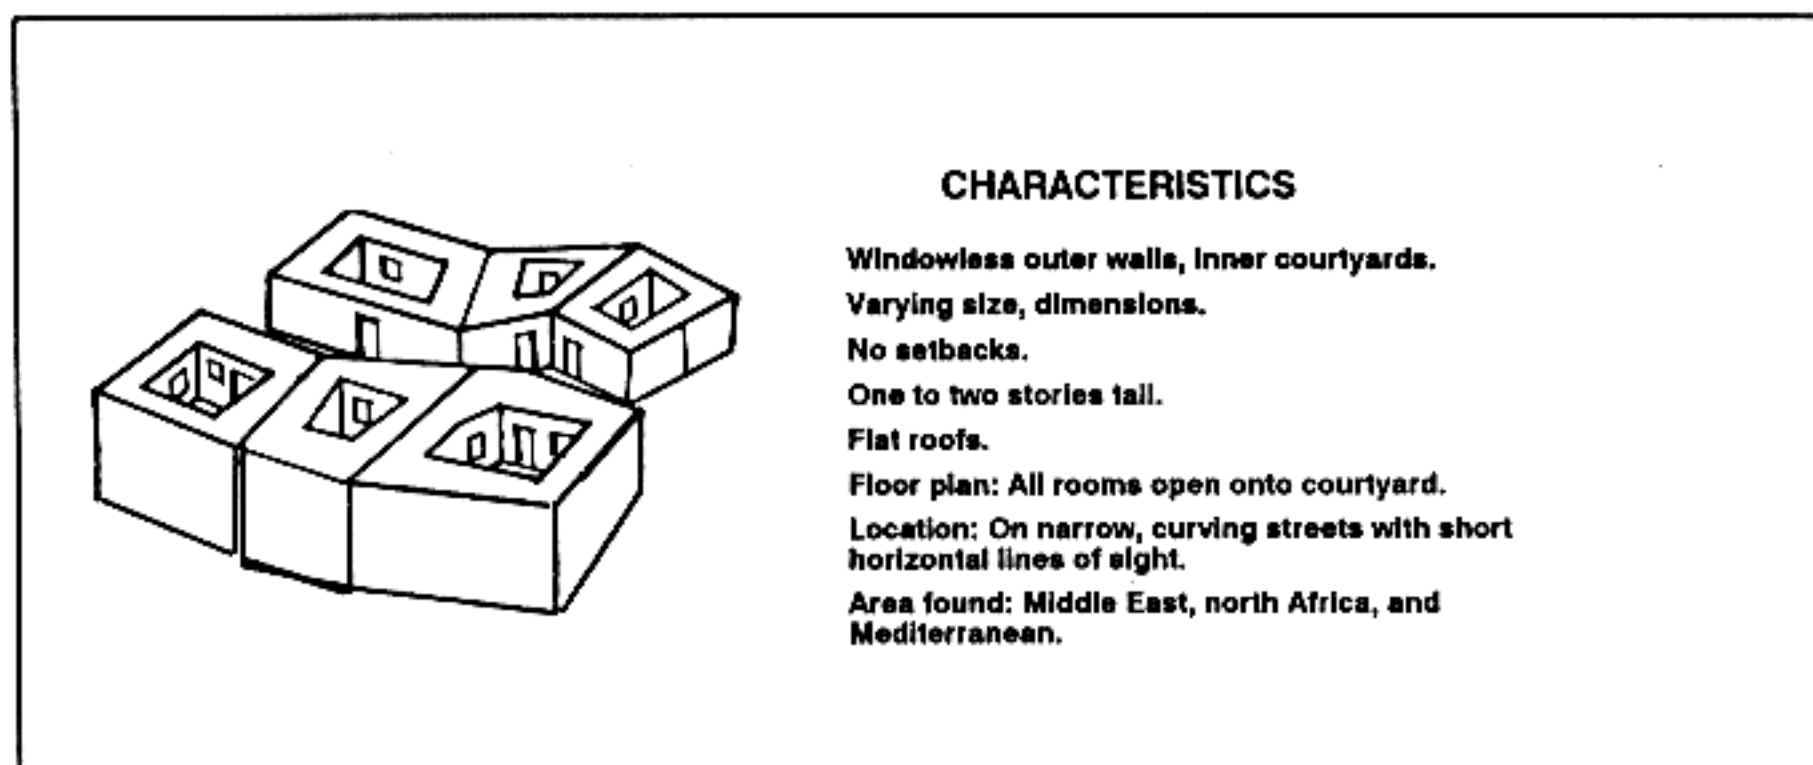 CHARACTERISTICS
Windowless outer walls, inner courtyards.
Varying size, dimensions.
No setbacks.
One to two stories tall.
Flat roofs.
Floor plan: All rooms open onto courtyard.
Location: On narrow, curving streets with short
horizontal lines of sight.
Area found: Middle East, north Africa, and
Mediterranean.